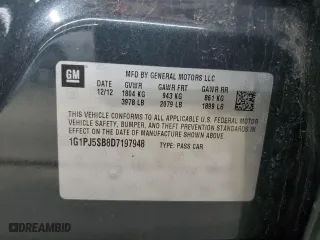 GM
MFD BY GENERAL MOTORS LLC
DATE GVWR GAWR FRT GAWR RR
12/12 1804 KG 943 KG 861 KG
3978 LB 2079 LB 1899 LB
THIS VEHICLE CONFORMS TO ALL APPLICABLE U.S. FEDERAL MOTOR
VEHICLE SAFETY, BUMPER, AND THEFT PREVENTION STANDARDS
IN EFFECT ON THE DATE OF MANUFACTURE SHOWN ABOVE.
1G1PJ5SB8D7197948 TYPE: PASS CAR